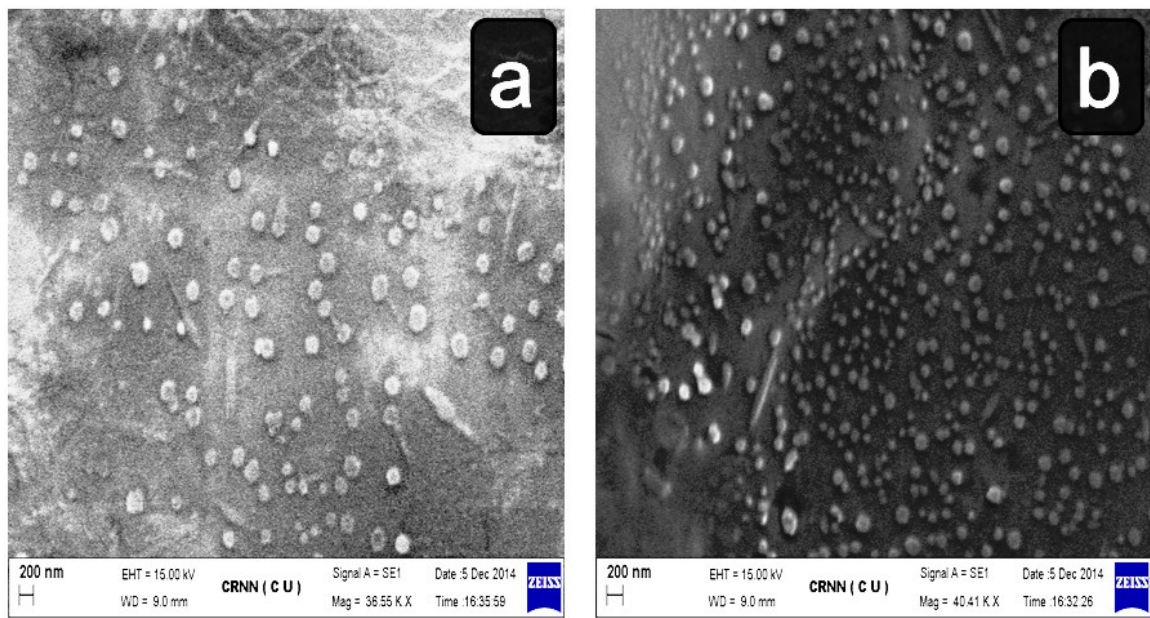 a
200 nm
EHT = 15.00 kV
WD = 9.0 mm
CRNN ( C U )
Signal A = SE1
Mag = 36.55 K X
Date :5 Dec 2014
Time :16:35:59
ZEISS
b
200 nm
EHT = 15.00 kV
WD = 9.0 mm
CRNN ( C U )
Signal A = SE1
Mag = 40.41 K X
Date :5 Dec 2014
Time :16:32:26
ZEISS